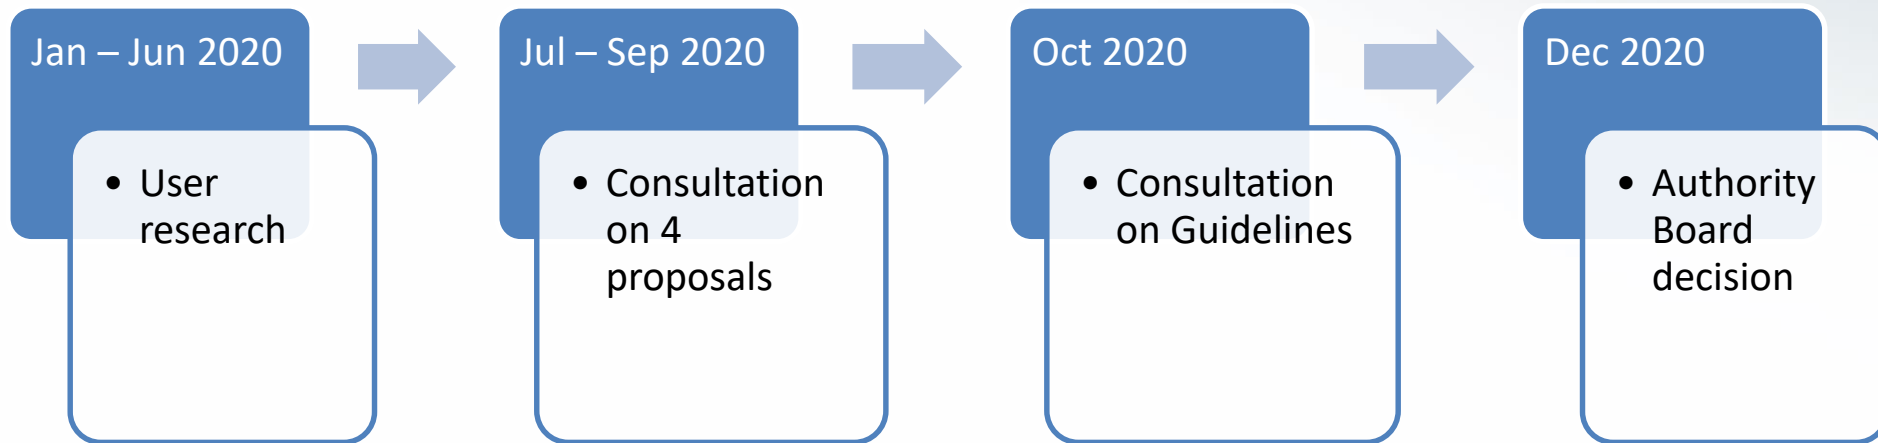 Jan – Jun 2020
• User
research
Jul – Sep 2020
• Consultation
on 4
proposals
Oct 2020
• Consultation
on Guidelines
Dec 2020
• Authority
Board
decision